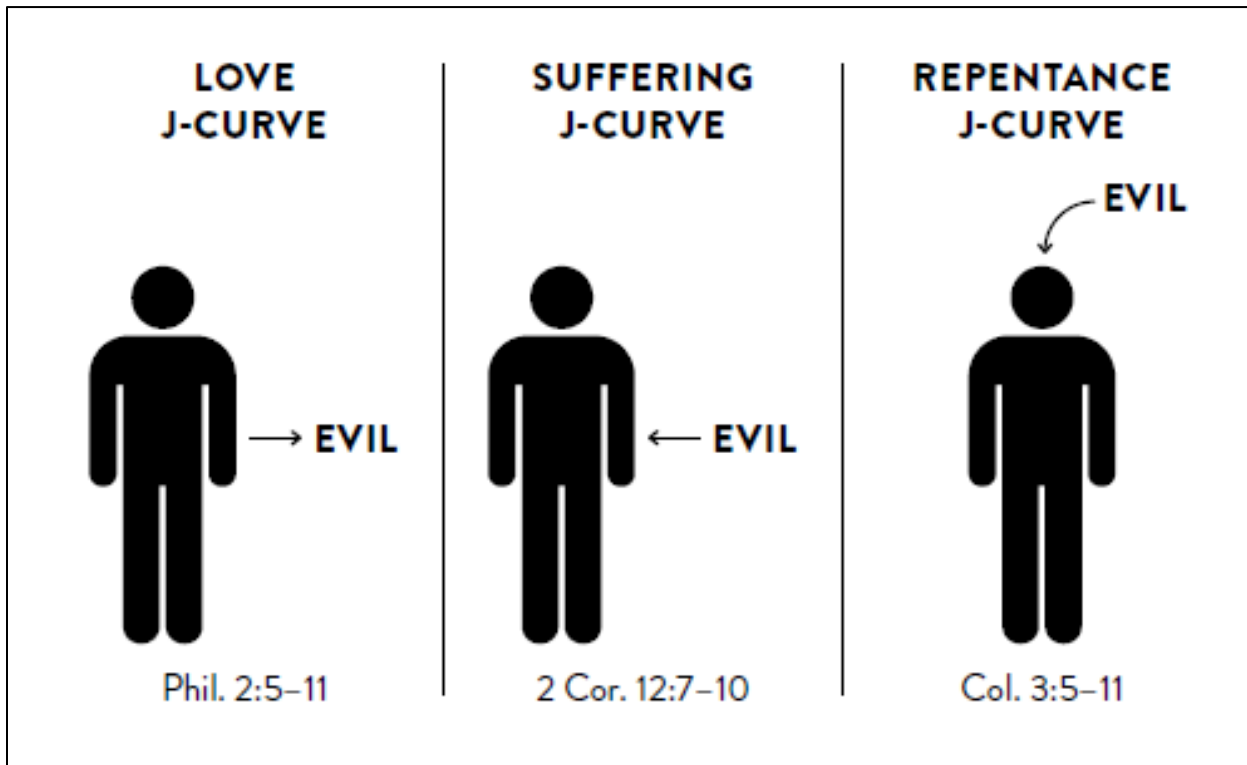 LOVE
J-CURVE
EVIL
Phil. 2:5–11
SUFFERING
J-CURVE
EVIL
2 Cor. 12:7–10
REPENTANCE
J-CURVE
EVIL
Col. 3:5–11